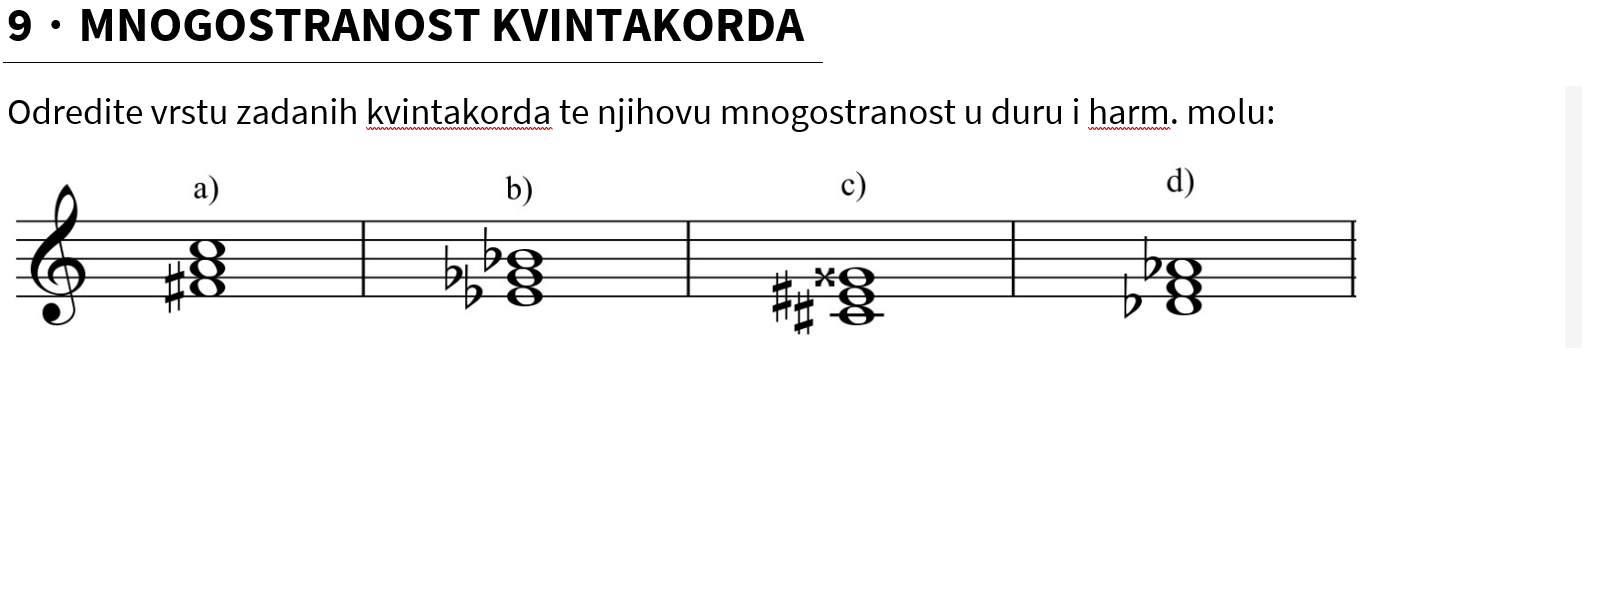 9 · MNOGOSTRANOST KVINTAKORDA
Odredite vrstu zadanih kvintakorda te njihovu mnogostranost u duru i harm. molu:
a) b) c) d)